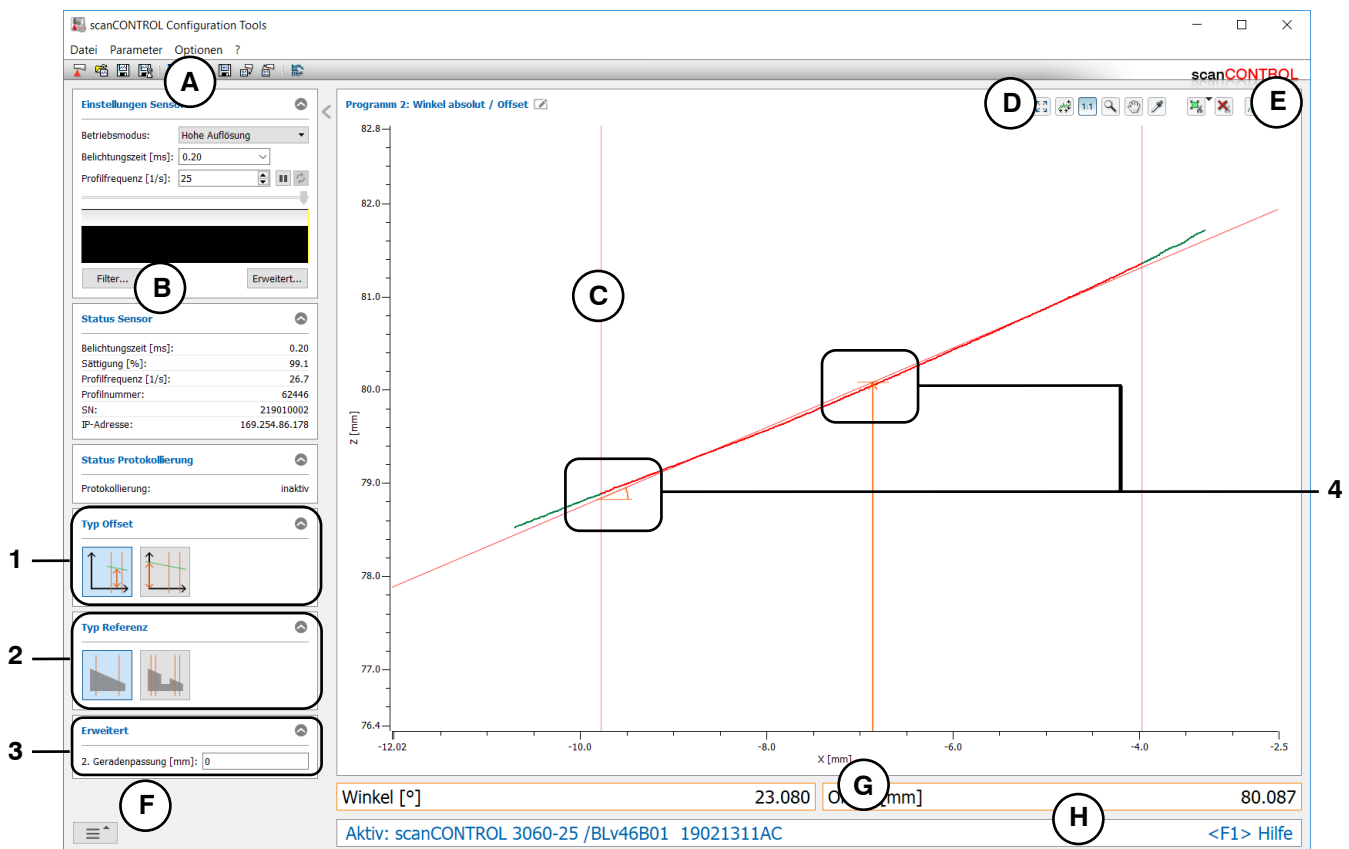 scanCONTROL Configuration Tools
Datei Parameter Optionen ?
A
scanCONTROL
Einstellungen
Programm 2: Winkel absolut / Offset
D
1:1
E
Betriebsmodus: Hohe Auflösung
Belichtungszeit [ms]: 0.20
Profilfrequenz [1/s]: 25
Filter...
B
Erweitert...
Status Sensor
Belichtungszeit [ms]: 0.20
Sättigung [%]: 99.1
Profilfrequenz [1/s]: 26.7
Profilnummer: 62446
SN: 219010002
IP-Adresse: 169.254.86.178
Status Protokollierung
Protokollierung: inaktiv
1
Typ Offset
2
Typ Referenz
3
Erweitert
2. Geradenpassung [mm]: 0
F
82.8
82.0
81.0
80.0
79.0
78.0
77.0
76.4
Z [mm]
C
4
-12.02 -10.0 -8.0 -6.0 -4.0 -2.5
X [mm]
G
Winkel [°] 23.080
[mm] 80.087
H
Aktiv: scanCONTROL 3060-25 /BLv46B01 19021311AC <F1> Hilfe